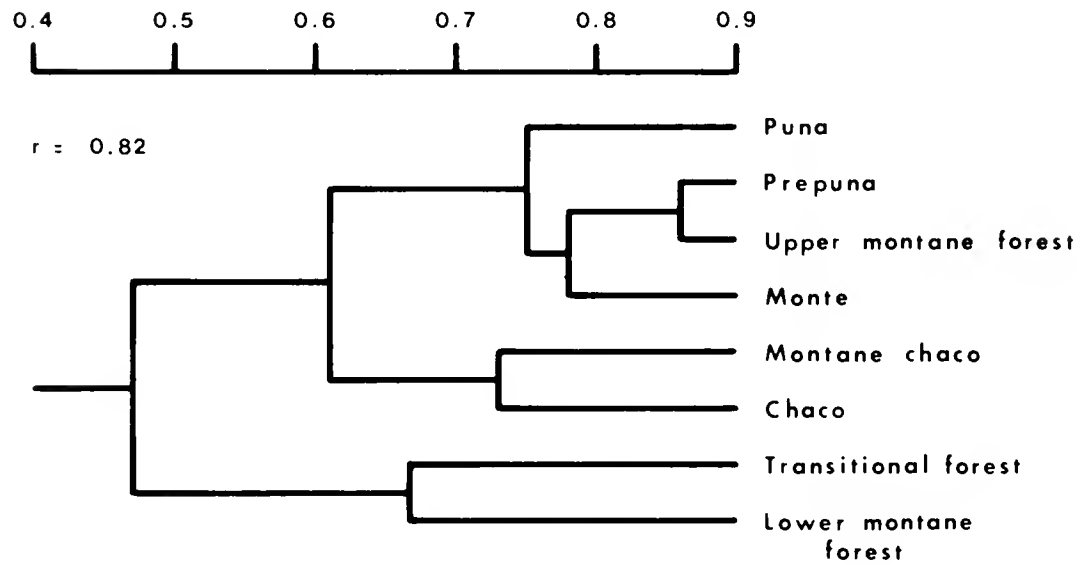 0.4 0.5 0.6 0.7 0.8 0.9
r = 0.82
Puna
Prepuna
Upper montane forest
Monte
Montane chaco
Chaco
Transitional forest
Lower montane
forest